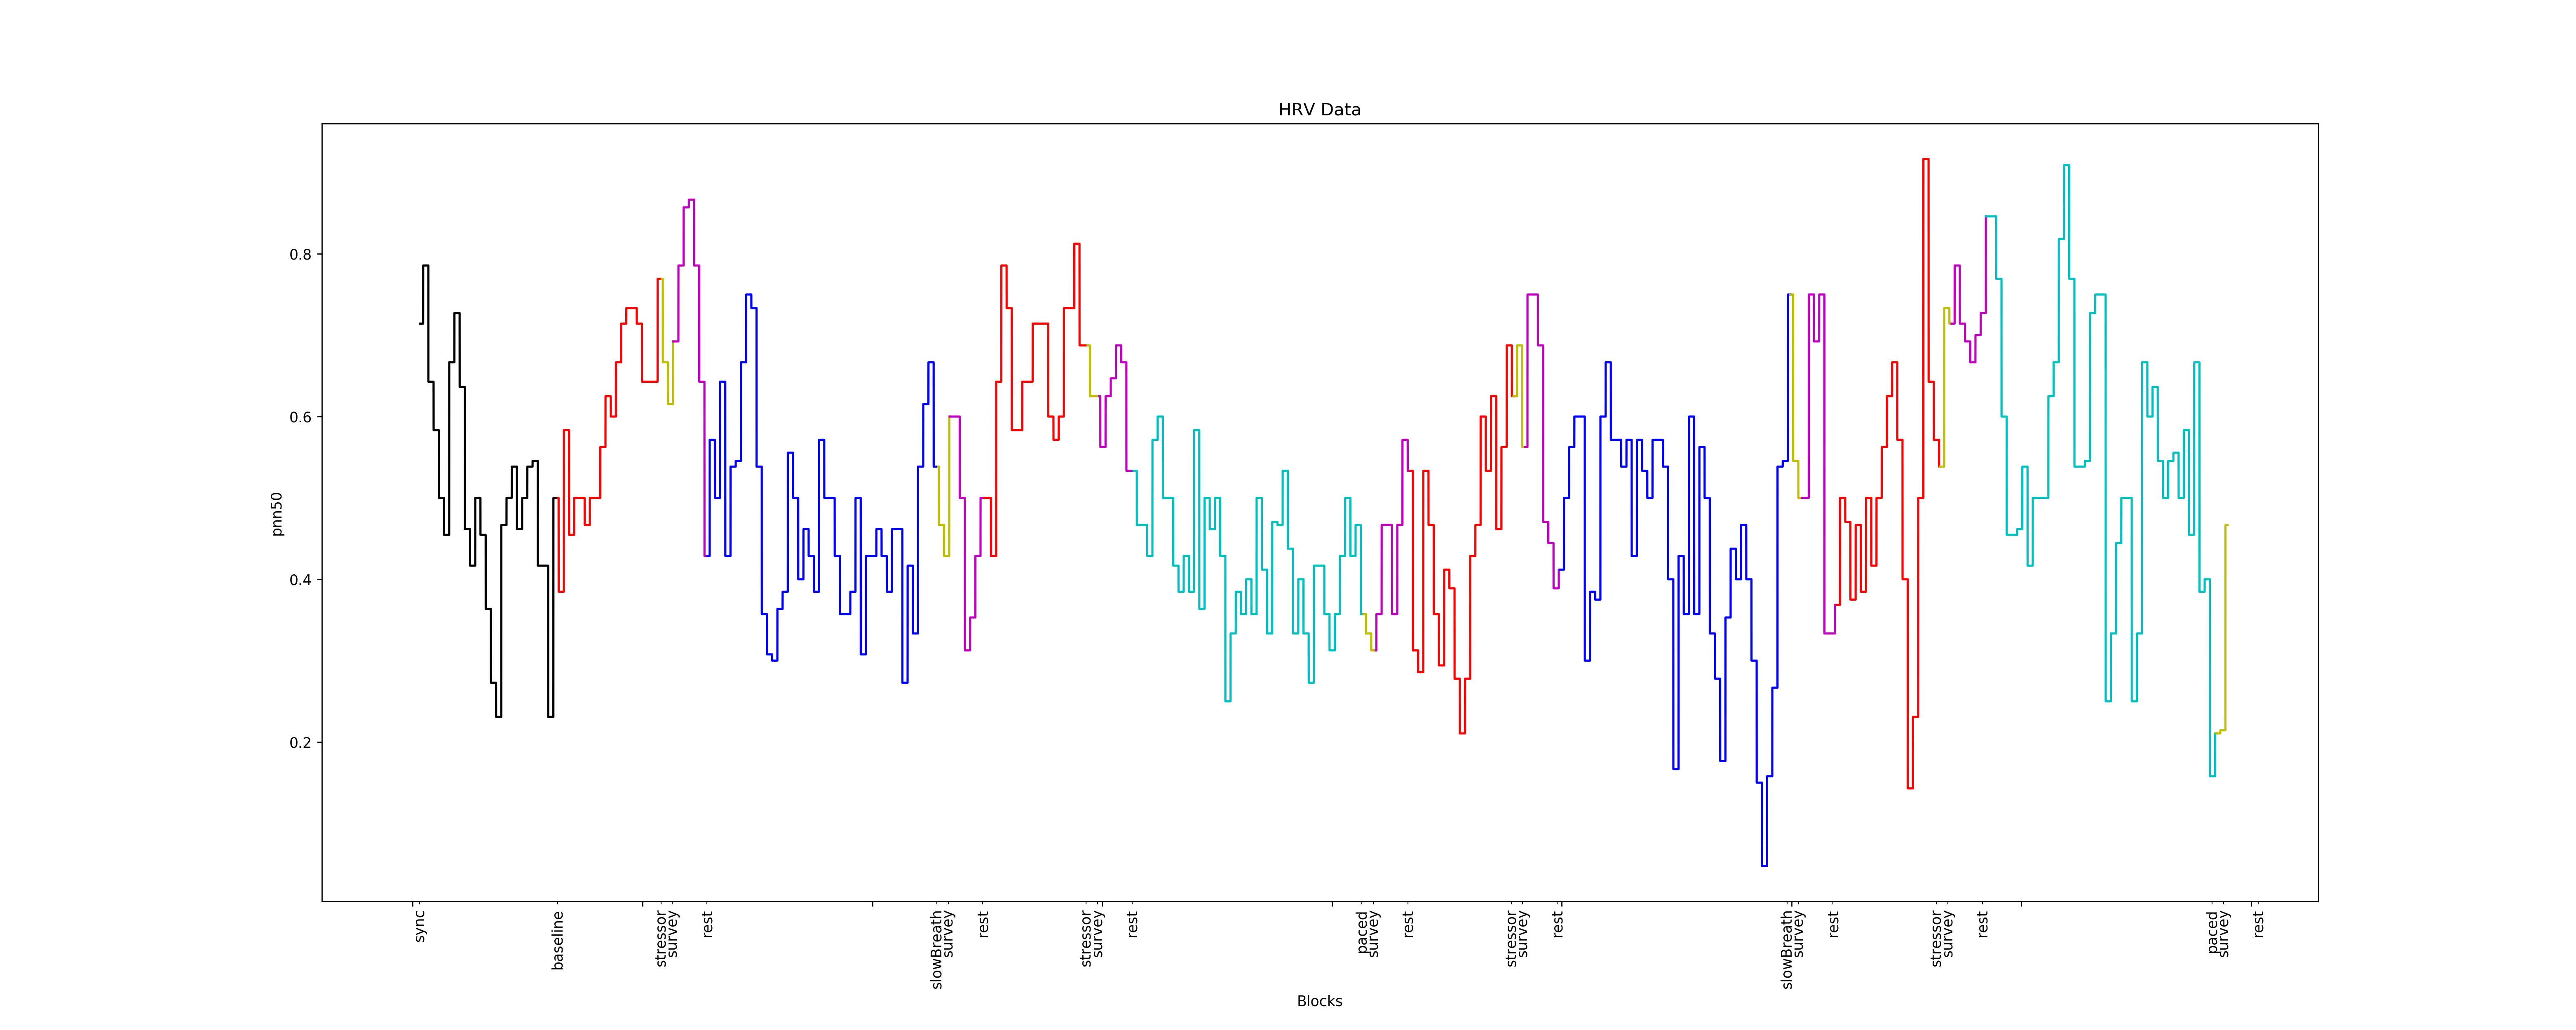 HRV Data
0.8
0.6
0.4
0.2
pnn50
sync
baseline
stressor
survey
rest
slowBreath
survey
rest
stressor
survey
rest
paced
survey
rest
stressor
survey
rest
slowBreath
survey
rest
stressor
survey
rest
paced
survey
rest
Blocks